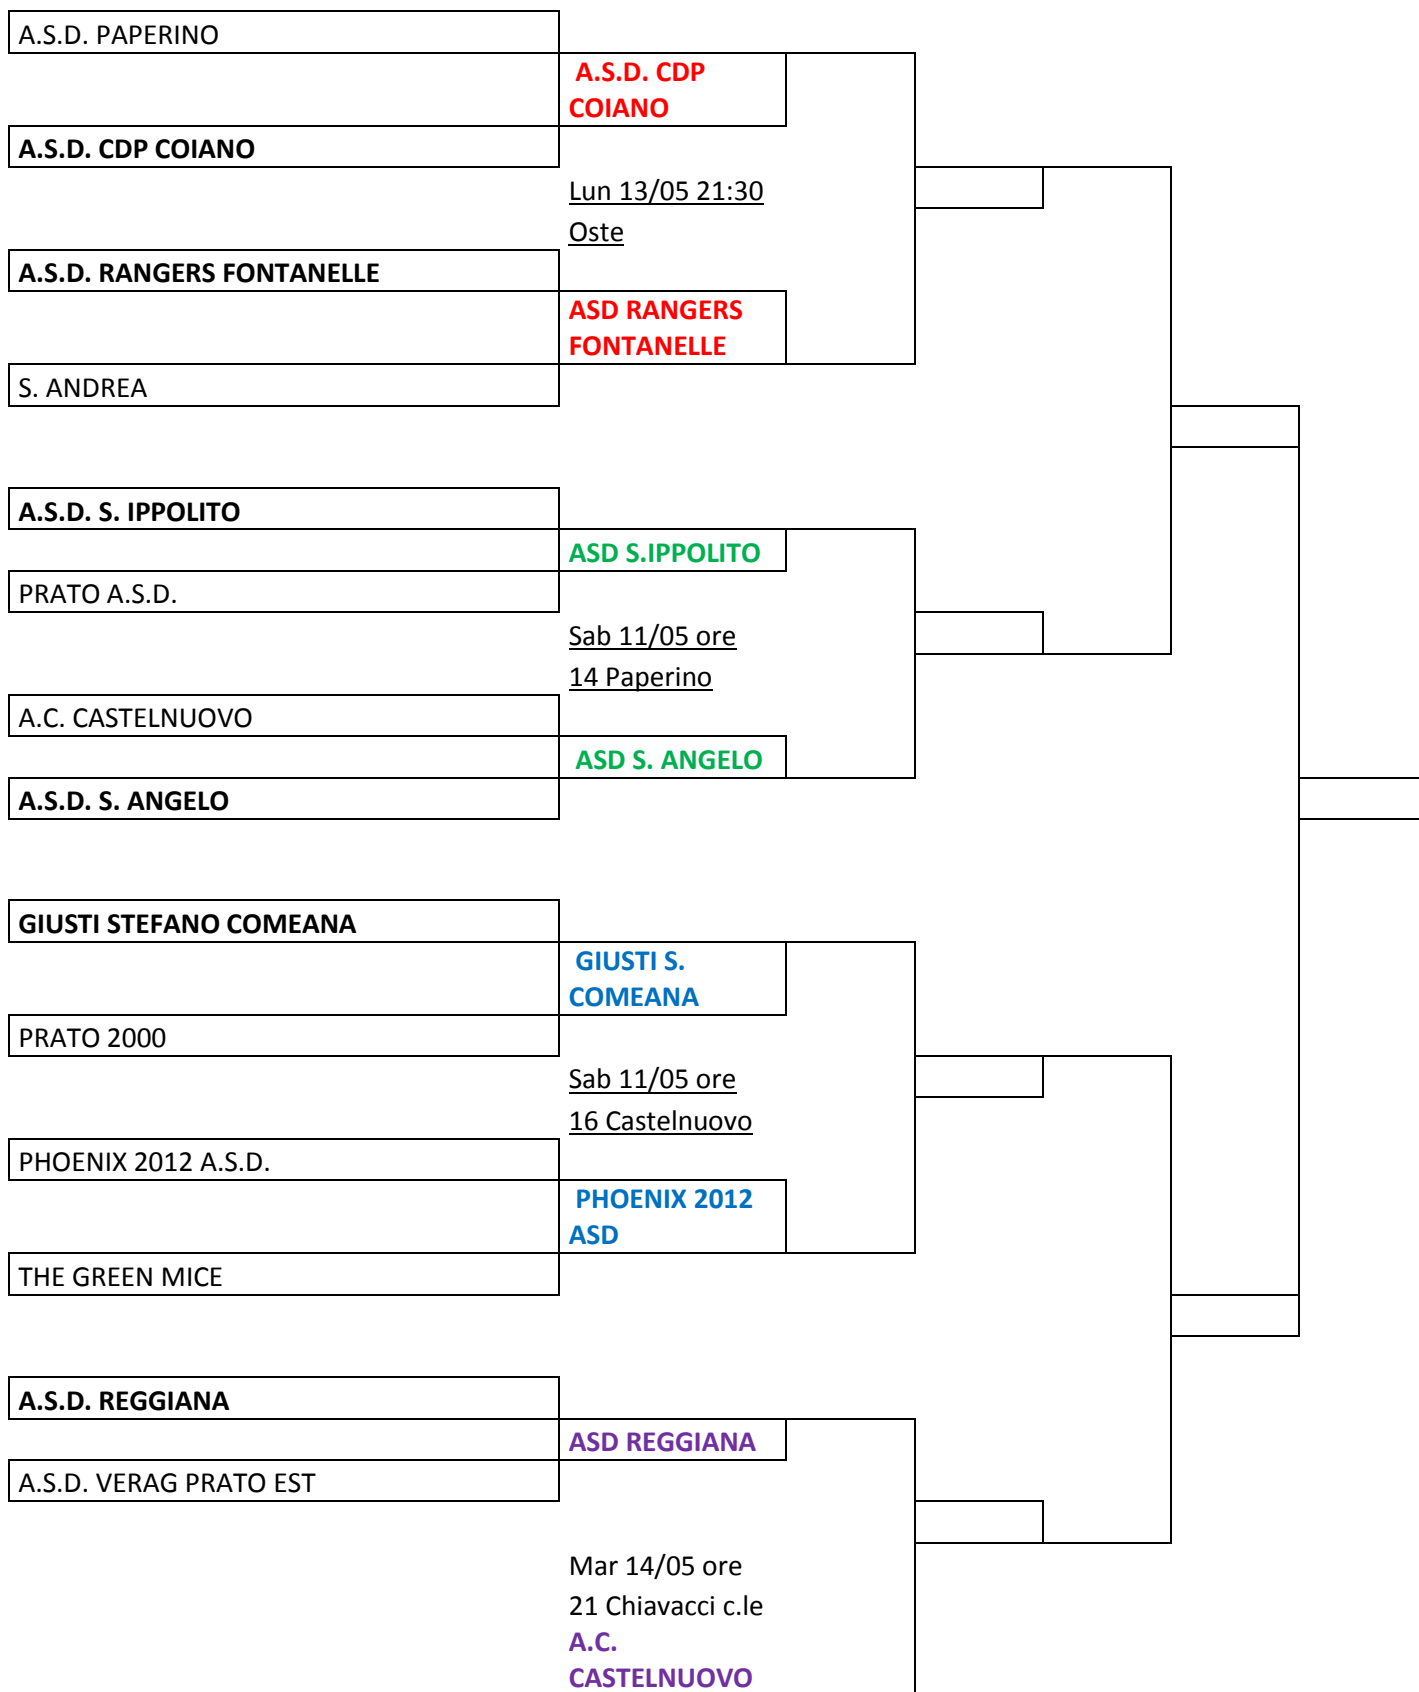 A.S.D. PAPERINO
A.S.D. CDP
COIANO
A.S.D. CDP COIANO
Lun 13/05 21:30
Oste
A.S.D. RANGERS FONTANELLE
ASD RANGERS
FONTANELLE
S. ANDREA
A.S.D. S. IPPOLITO
ASD S.IPPOLITO
PRATO A.S.D.
Sab 11/05 ore
14 Paperino
A.C. CASTELNUOVO
ASD S. ANGELO
A.S.D. S. ANGELO
GIUSTI STEFANO COMEANA
GIUSTI S.
COMEANA
PRATO 2000
Sab 11/05 ore
16 Castelnuovo
PHOENIX 2012 A.S.D.
PHOENIX 2012
ASD
THE GREEN MICE
A.S.D. REGGIANA
ASD REGGIANA
A.S.D. VERAG PRATO EST
Mar 14/05 ore
21 Chiavacci c.le
A.C.
CASTELNUOVO